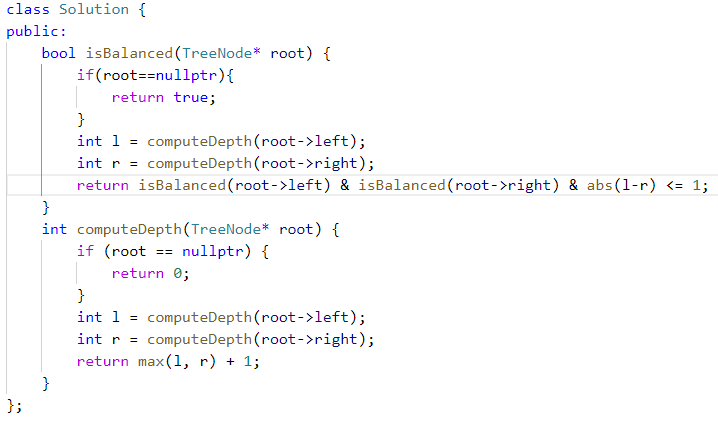 class Solution {
public:
    bool isBalanced(TreeNode* root) {
        if(root==nullptr){
            return true;
        }
        int l = computeDepth(root->left);
        int r = computeDepth(root->right);
        return isBalanced(root->left) & isBalanced(root->right) & abs(l-r) <= 1;
    }
    int computeDepth(TreeNode* root) {
        if (root == nullptr) {
            return 0;
        }
        int l = computeDepth(root->left);
        int r = computeDepth(root->right);
        return max(l, r) + 1;
    }
};